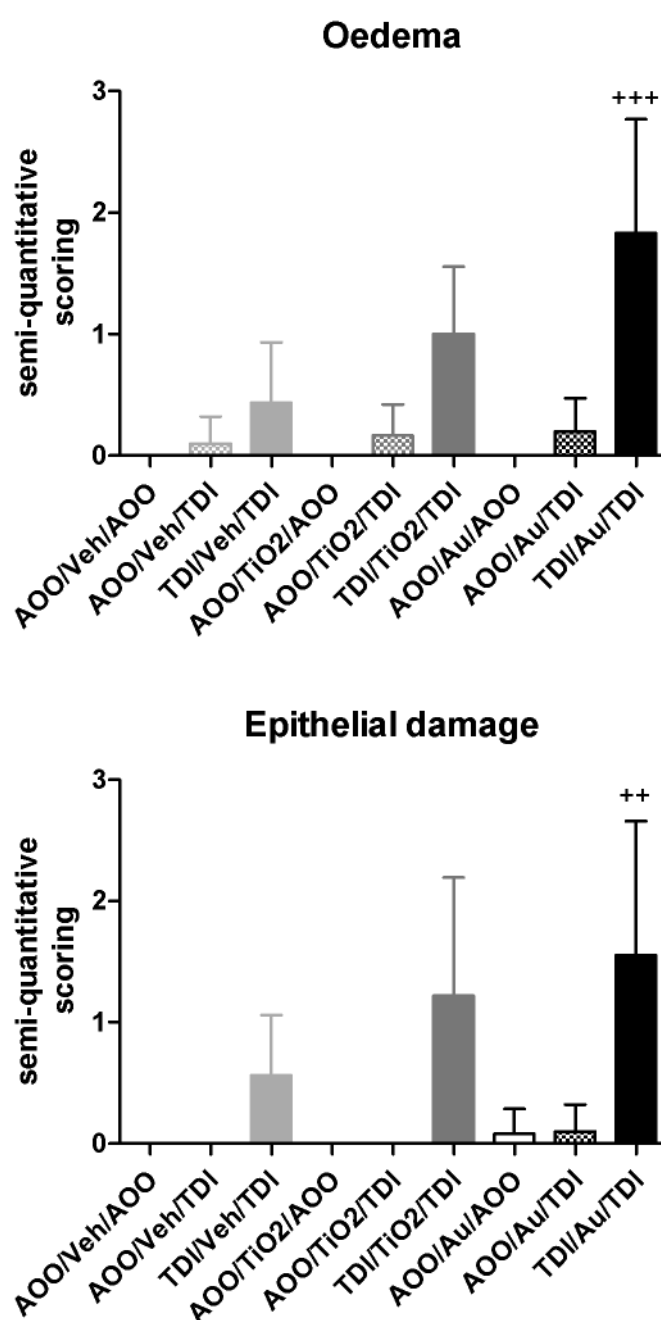 Oedema
semi-quantitative
scoring
3
2
1
0
+++
AOO/Veh/AOO
AOO/Veh/TDI
TDI/Veh/TDI
AOO/TiO2/AOO
AOO/TiO2/TDI
TDI/TiO2/TDI
AOO/Au/AOO
AOO/Au/TDI
TDI/Au/TDI
Epithelial damage
semi-quantitative
scoring
3
2
1
0
++
AOO/Veh/AOO
AOO/Veh/TDI
TDI/Veh/TDI
AOO/TiO2/AOO
AOO/TiO2/TDI
TDI/TiO2/TDI
AOO/Au/AOO
AOO/Au/TDI
TDI/Au/TDI